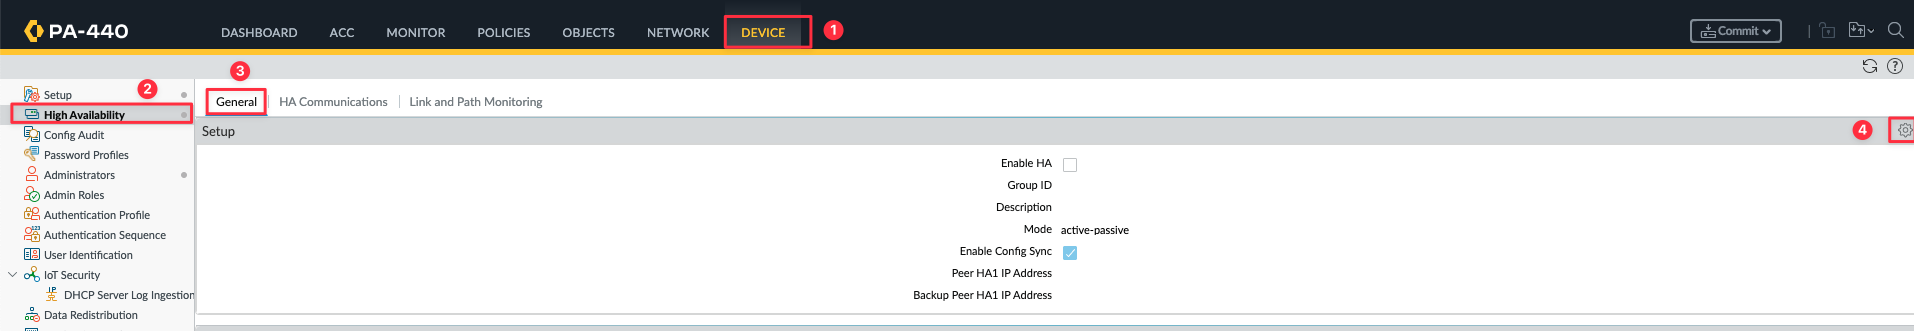 PA-440
DASHBOARD ACC MONITOR POLICIES OBJECTS NETWORK DEVICE 1 Commit
3
Setup 2
High Availability
Config Audit
Password Profiles
Administrators
Admin Roles
Authentication Profile
Authentication Sequence
User Identification
IoT Security
DHCP Server Log Ingestion
Data Redistribution
General HA Communications Link and Path Monitoring
Setup 4
Enable HA
Group ID
Description
Mode active-passive
Enable Config Sync
Peer HA1 IP Address
Backup Peer HA1 IP Address